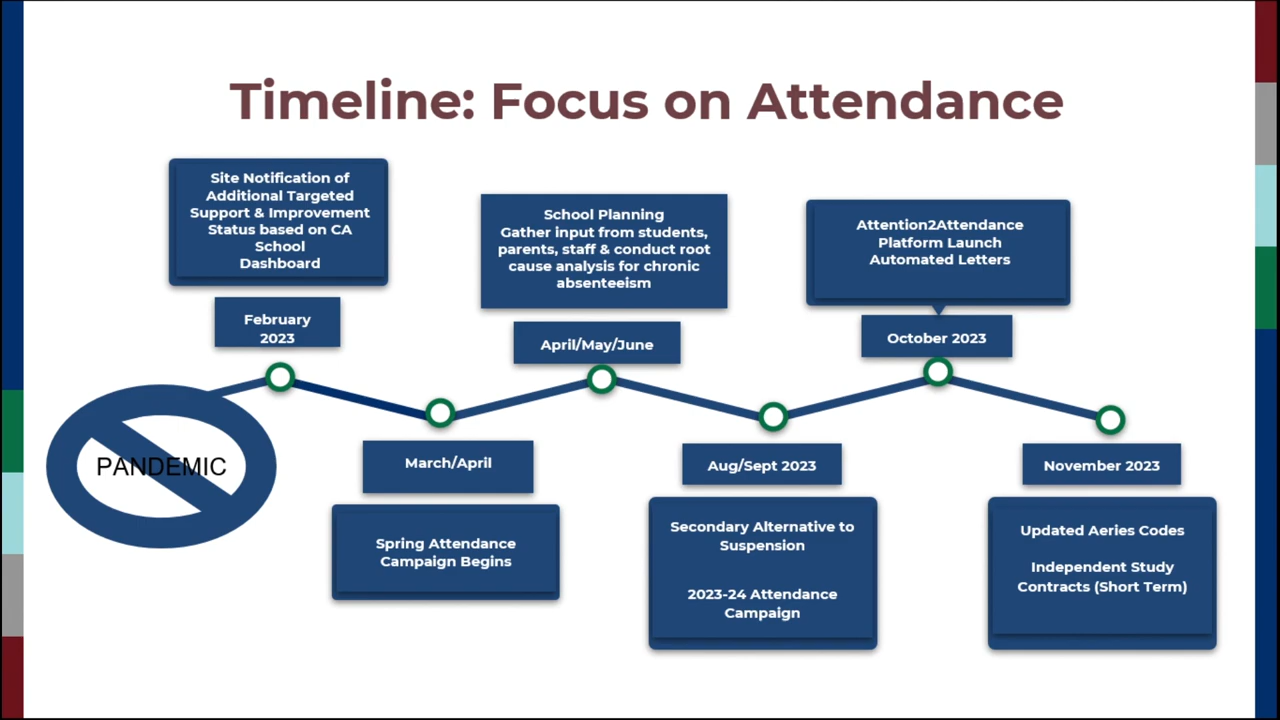 Timeline: Focus on Attendance
Site Notification of
Additional Targeted
Support & Improvement
Status based on CA
School
Dashboard
February
2023
School Planning
Gather input from students,
parents, staff & conduct root
cause analysis for chronic
absenteeism
April/May/June
Attention2Attendance
Platform Launch
Automated Letters
October 2023
PANDEMIC
March/April
Spring Attendance
Campaign Begins
Aug/Sept 2023
Secondary Alternative to
Suspension
2023-24 Attendance
Campaign
November 2023
Updated Aeries Codes
Independent Study
Contracts (Short Term)